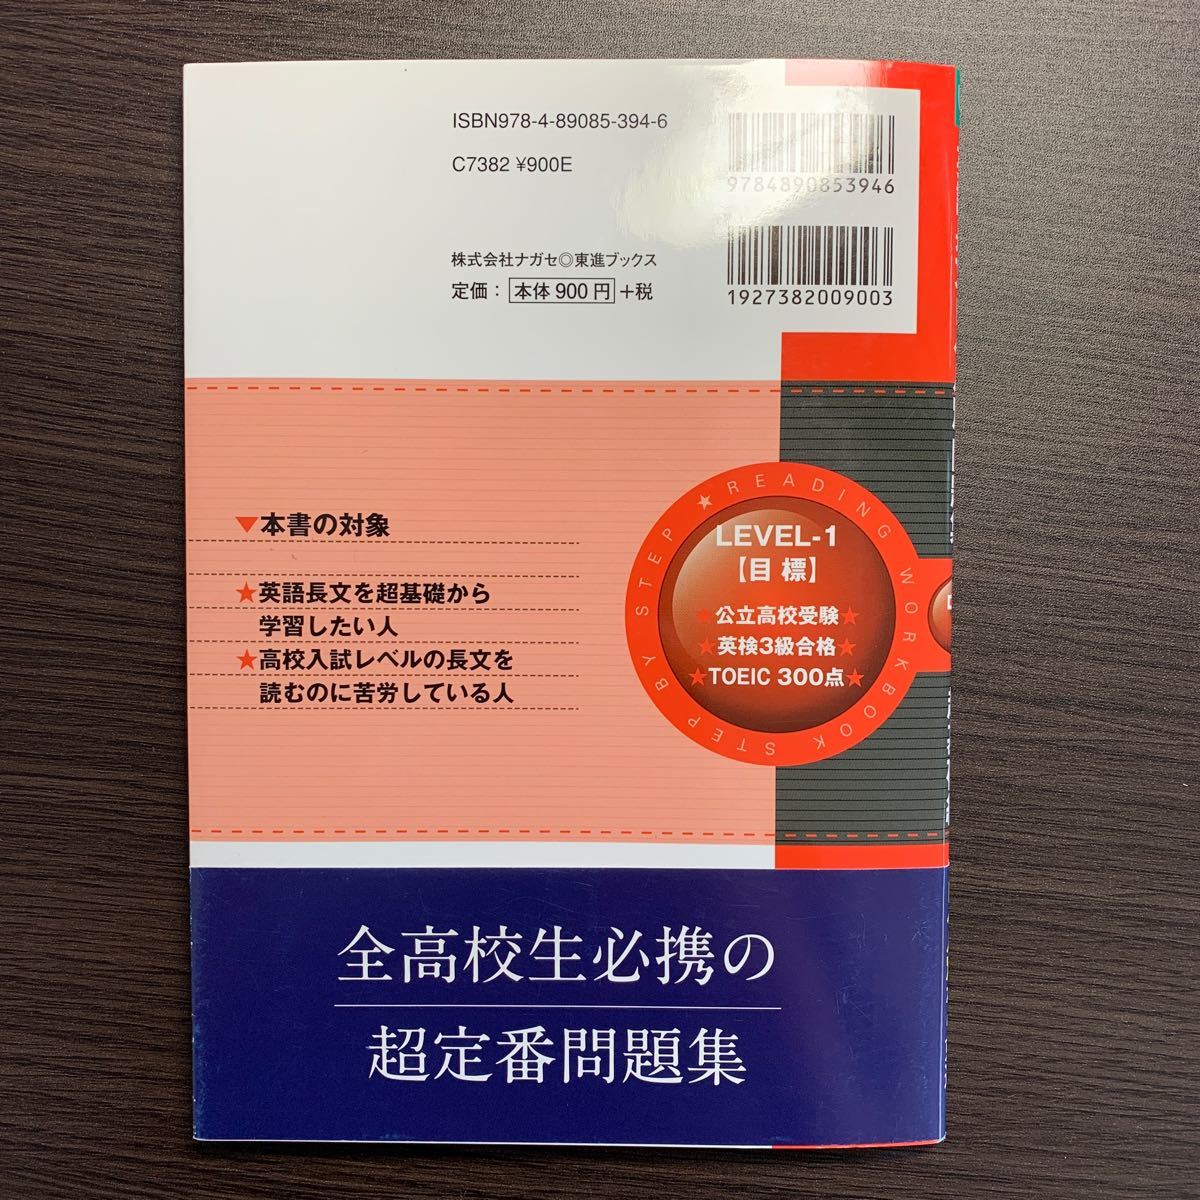 ISBN978-4-89085-394-6
C7382 ¥900E
9784890853946
株式会社ナガセ◎東進ブックス
定価： 本体 900 円 +税
1927382009003
▼本書の対象
★英語長文を超基礎から
学習したい人
★高校入試レベルの長文を
読むのに苦労している人
★READING WORKBOOK STEP BY STEP
LEVEL-1
【目 標】
★公立高校受験★
★英検3級合格★
★TOEIC 300点★
全高校生必携の
超定番問題集